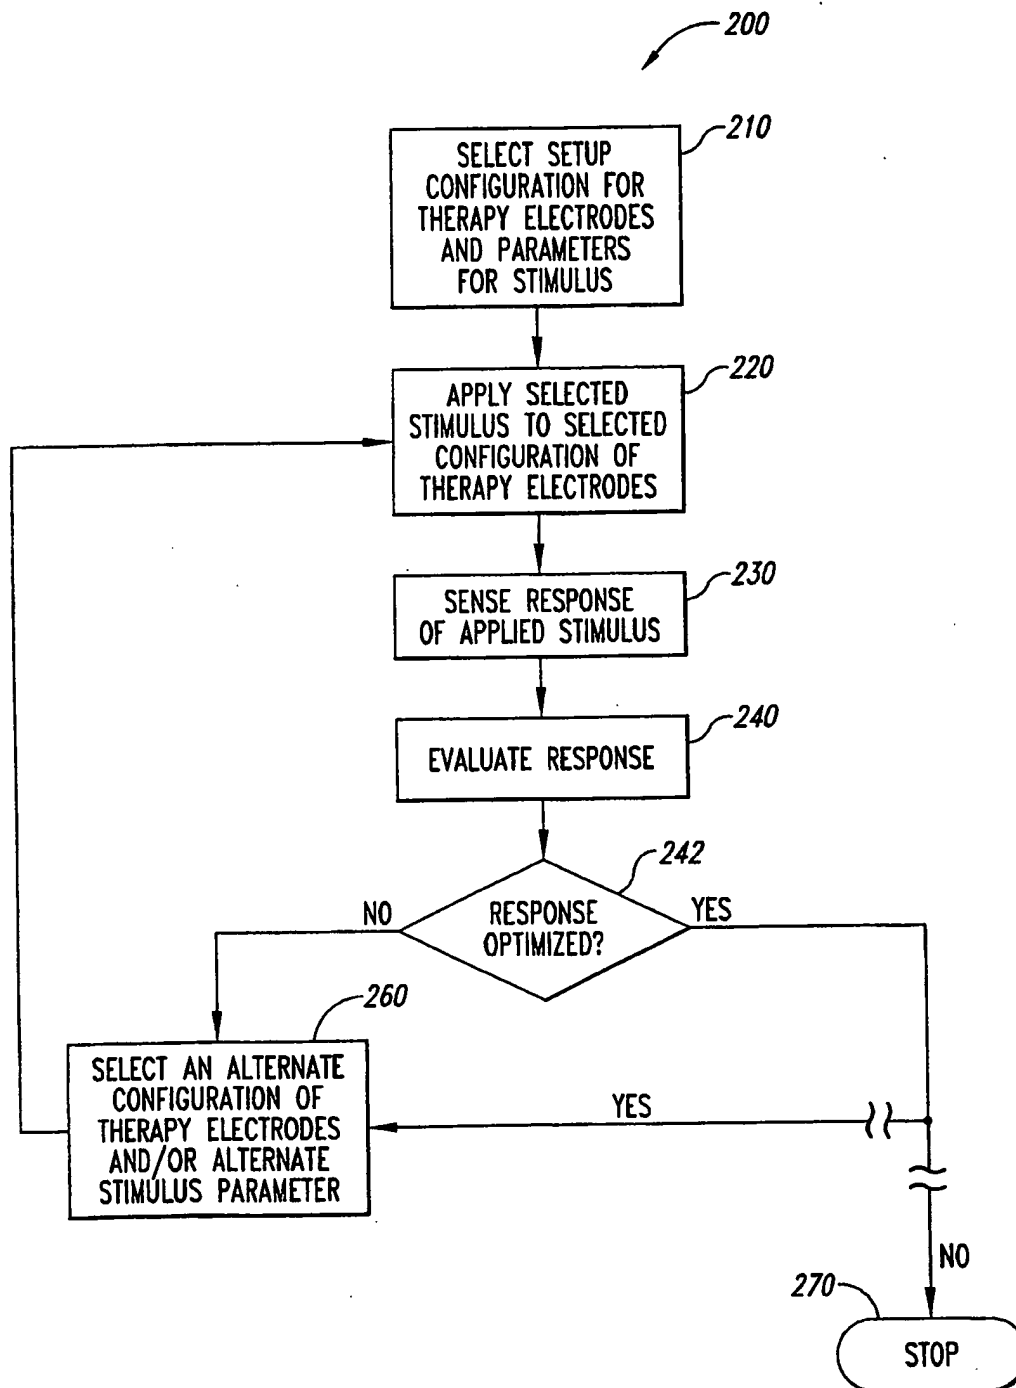 200
210
SELECT SETUP
CONFIGURATION FOR
THERAPY ELECTRODES
AND PARAMETERS
FOR STIMULUS
220
APPLY SELECTED
STIMULUS TO SELECTED
CONFIGURATION OF
THERAPY ELECTRODES
230
SENSE RESPONSE
OF APPLIED STIMULUS
240
EVALUATE RESPONSE
242
NO
RESPONSE
OPTIMIZED?
YES
260
SELECT AN ALTERNATE
CONFIGURATION OF
THERAPY ELECTRODES
AND/OR ALTERNATE
STIMULUS PARAMETER
YES
NO
270
STOP